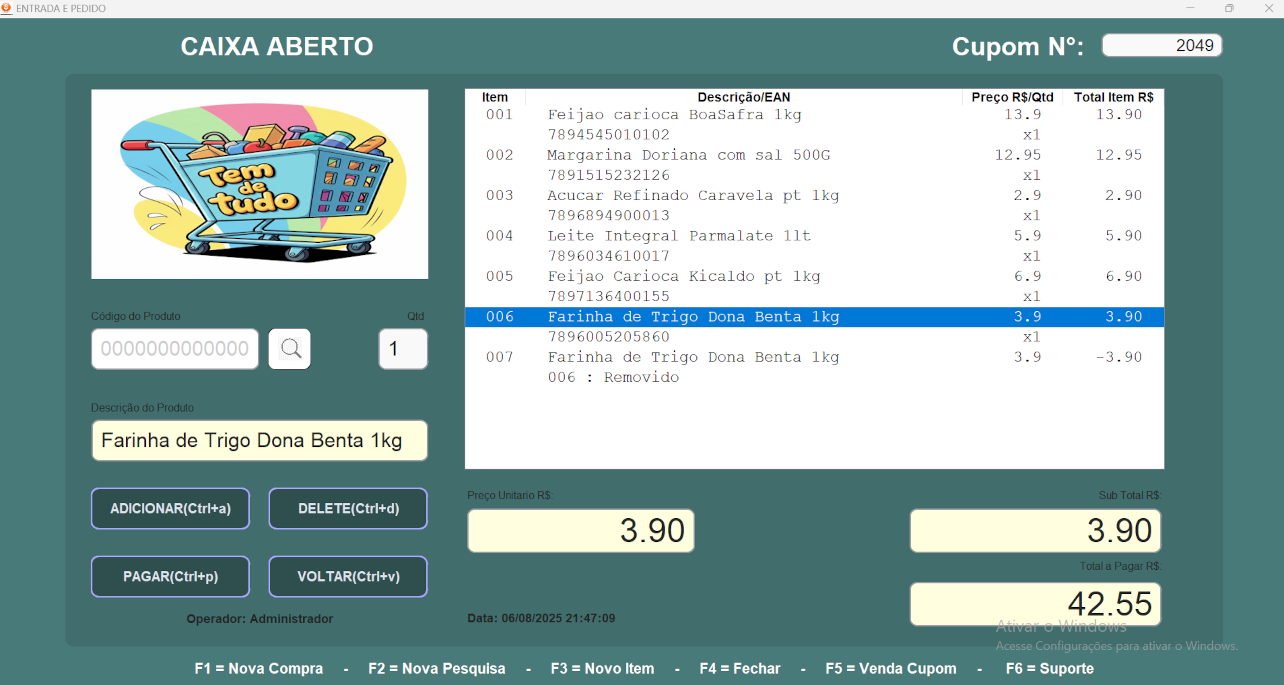 ENTRADA E PEDIDO
CAIXA ABERTO
Cupom N°: 2049
Tem
de
tudo
Item Descrição/EAN Preço R$/Qtd Total Item R$
001 Feijao carioca BoaSafra 1kg 13.9 13.90
7894545010102 x1
002 Margarina Doriana com sal 500G 12.95 12.95
7891515232126 x1
003 Acucar Refinado Caravela pt 1kg 2.9 2.90
7896894900013 x1
004 Leite Integral Parmalate 1lt 5.9 5.90
7896034610017 x1
005 Feijao Carioca Kicaldo pt 1kg 6.9 6.90
7897136400155 x1
006 Farinha de Trigo Dona Benta 1kg 3.9 3.90
7896005205860 x1
007 Farinha de Trigo Dona Benta 1kg 3.9 -3.90
006 : Removido
Código do Produto Qtd
0000000000000 1
Descrição do Produto
Farinha de Trigo Dona Benta 1kg
ADICIONAR(Ctrl+a) DELETE(Ctrl+d)
PAGAR(Ctrl+p) VOLTAR(Ctrl+v)
Operador: Administrador
Preço Unitario R$: Sub Total R$:
3.90 3.90
Total a Pagar R$:
42.55
Data: 06/08/2025 21:47:09
Ativar o Windows
Acesse Configurações para ativar o Windows.
F1 = Nova Compra - F2 = Nova Pesquisa - F3 = Novo Item - F4 = Fechar - F5 = Venda Cupom - F6 = Suporte